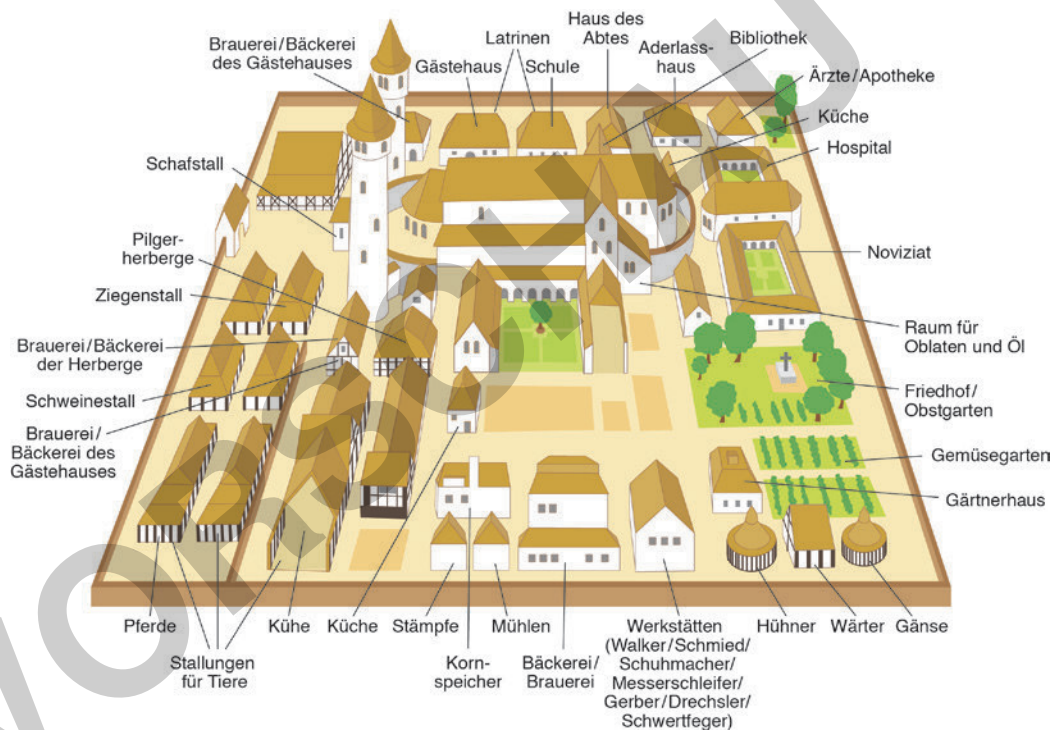 Brauerei/Bäckerei
des Gästehauses
Latrinen
Gästehaus
Schule
Haus des
Abtes
Aderlass-
haus
Bibliothek
Ärzte/Apotheke
Küche
Hospital
Schafstall
Pilger-
herberge
Noviziat
Ziegenstall
Raum für
Oblaten und Öl
Brauerei/Bäckerei
der Herberge
Schweinestall
Friedhof/
Obstgarten
Brauerei/
Bäckerei des
Gästehauses
Gemüsegarten
Gärtnerhaus
Pferde
Kühe
Küche
Stämpfe
Mühlen
Werkstätten
(Walker/Schmied/
Schuhmacher/
Messerschleifer/
Gerber/Drechsler/
Schwertfeger)
Hühner
Wärter
Gänse
Stallungen
für Tiere
Korn-
speicher
Bäckerei/
Brauerei
VORSCHAU